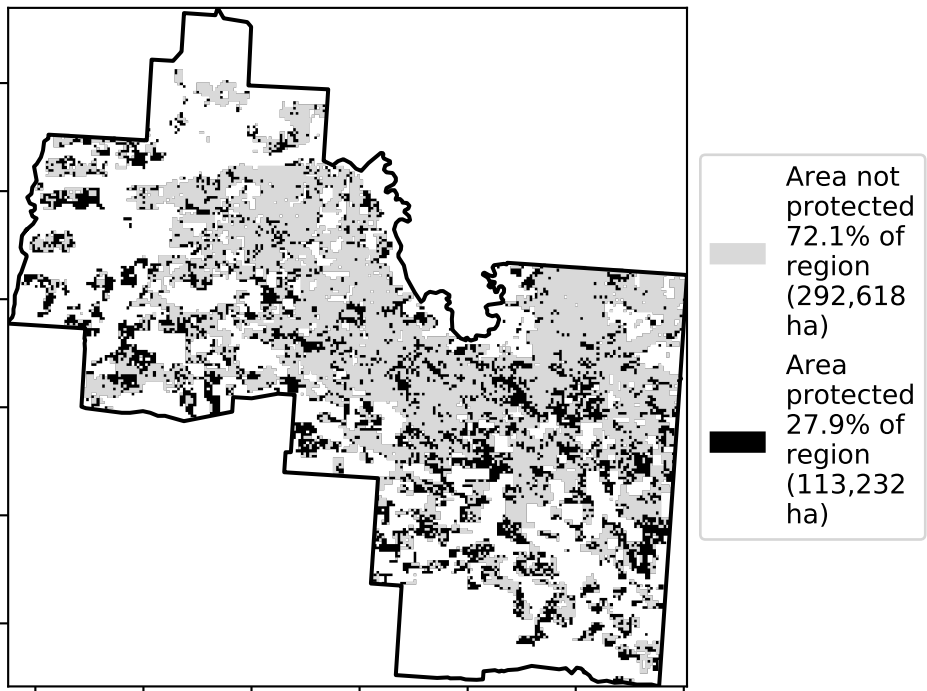 Area not
protected
72.1% of
region
(292,618
ha)
Area
protected
27.9% of
region
(113,232
ha)